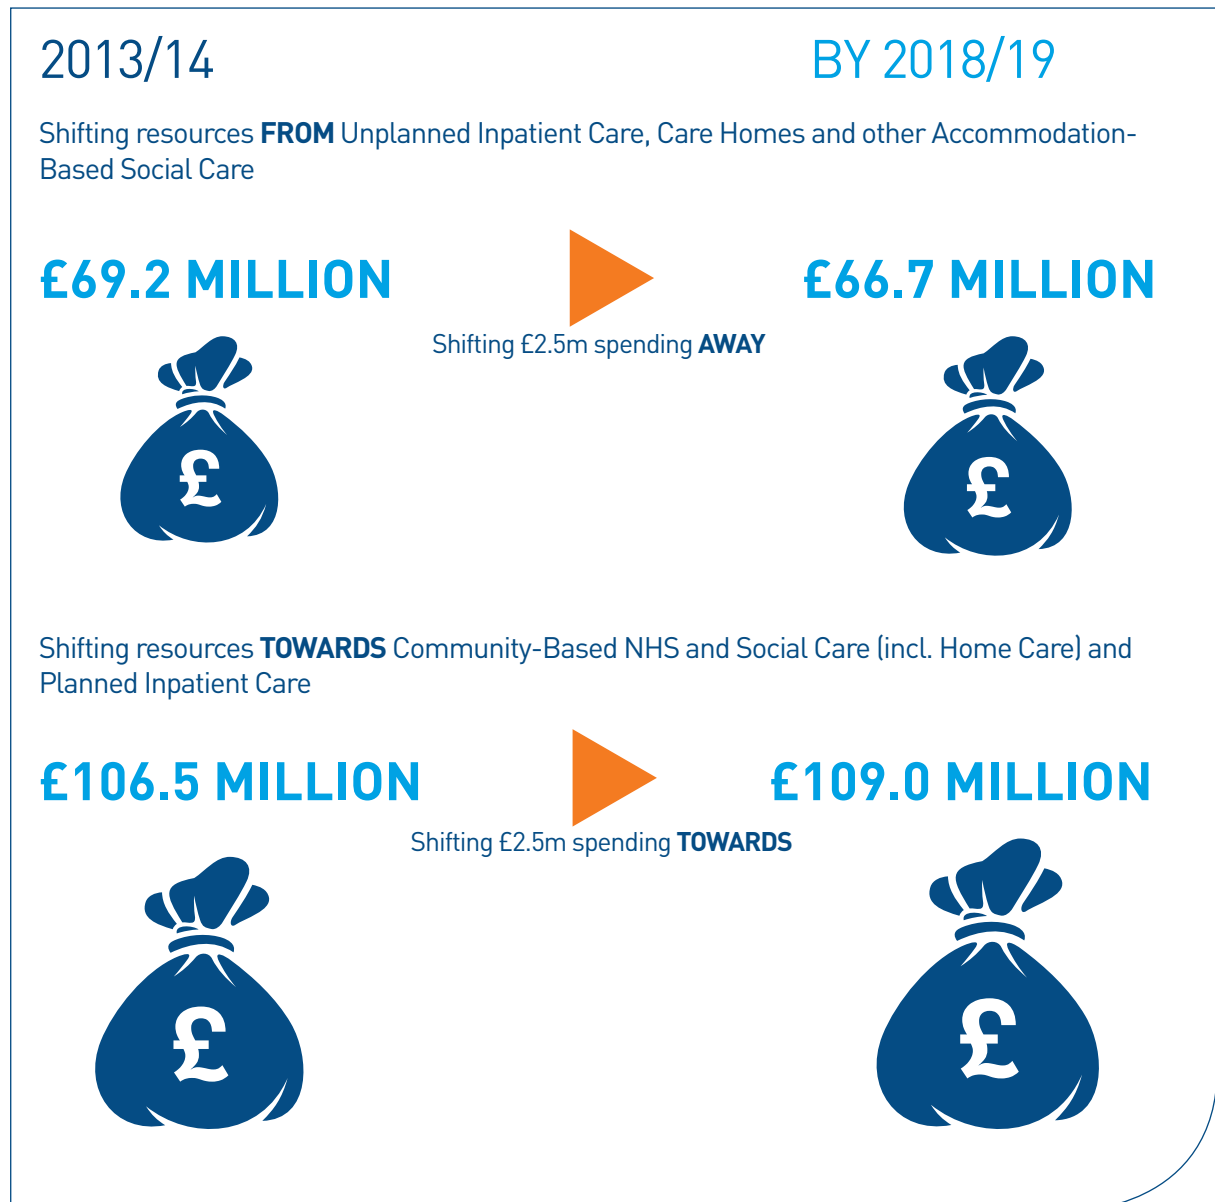 2013/14
BY 2018/19
Shifting resources FROM Unplanned Inpatient Care, Care Homes and other Accommodation-
Based Social Care
£69.2 MILLION
£66.7 MILLION
Shifting £2.5m spending AWAY
£
£
Shifting resources TOWARDS Community-Based NHS and Social Care (incl. Home Care) and
Planned Inpatient Care
£106.5 MILLION
£109.0 MILLION
Shifting £2.5m spending TOWARDS
£
£